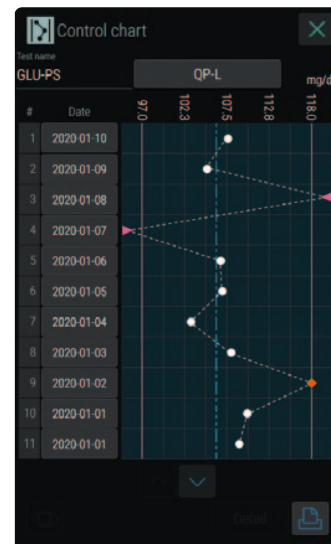 Control chart
Test name
GLU-PS QP-L mg/d
# Date 97.0 102.3 107.5 112.8 118.0
1 2020-01-10
2 2020-01-09
3 2020-01-08
4 2020-01-07
5 2020-01-06
6 2020-01-05
7 2020-01-04
8 2020-01-03
9 2020-01-02
10 2020-01-01
11 2020-01-01
Detail